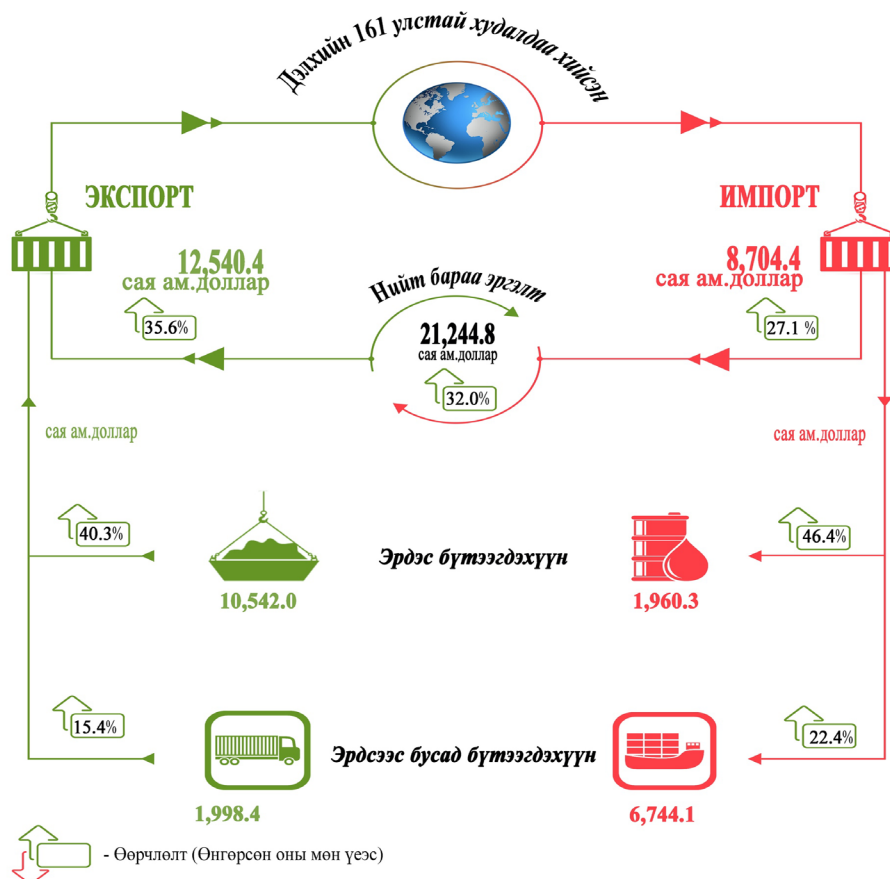 Дэлхийн 161 улстай худалдаа хийсэн
ЭКСПОРТ
ИМПОРТ
12,540.4
сая ам.доллар
35.6%
8,704.4
сая ам.доллар
27.1 %
Нийт бараа эргэлт
21,244.8
сая ам.доллар
32.0%
сая ам.доллар
сая ам.доллар
40.3%
Эрдэс бүтээгдэхүүн
46.4%
10,542.0
1,960.3
15.4%
Эрдсээс бусад бүтээгдэхүүн
22.4%
1,998.4
6,744.1
- Өөрчлөлт (Өнгөрсөн оны мөн үеэс)